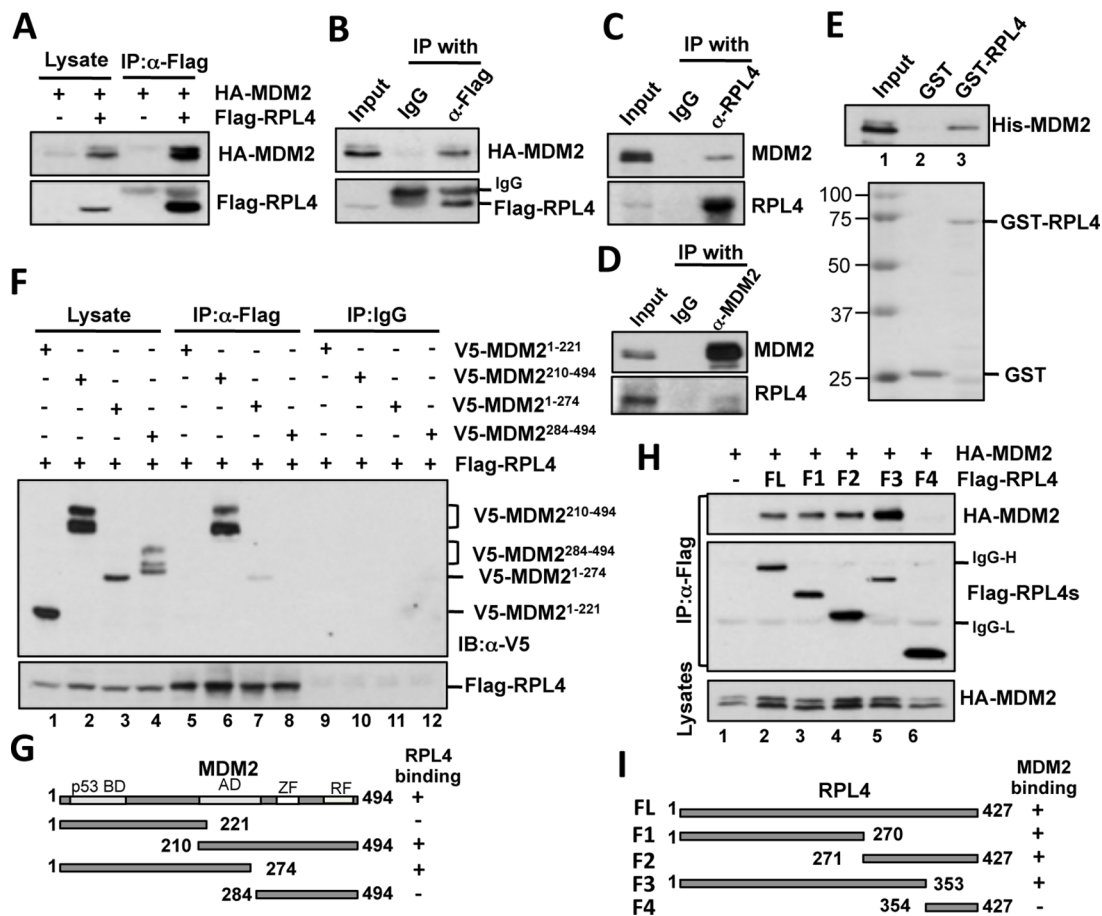 A
Lysate IP:α-Flag
+ + + + HA-MDM2
- + - + Flag-RPL4
HA-MDM2
Flag-RPL4
B
IP with
Input IgG α-Flag
HA-MDM2
IgG
Flag-RPL4
C
IP with
Input IgG α-RPL4
MDM2
RPL4
D
IP with
Input IgG α-MDM2
MDM2
RPL4
E
Input GST GST-RPL4
His-MDM2
1 2 3
100
75
50
37
25
GST-RPL4
GST
F
Lysate IP:α-Flag IP:IgG
+ - - - + - - - + - - - V5-MDM2¹⁻²²¹
- + - - - + - - - + - - V5-MDM2²¹⁰⁻⁴⁹⁴
- - + - - - + - - - + - V5-MDM2¹⁻²⁷⁴
- - - + - - - + - - - + V5-MDM2²⁸⁴⁻⁴⁹⁴
+ + + + + + + + + + + + Flag-RPL4
V5-MDM2²¹⁰⁻⁴⁹⁴
V5-MDM2²⁸⁴⁻⁴⁹⁴
V5-MDM2¹⁻²⁷⁴
V5-MDM2¹⁻²²¹
IB:α-V5
Flag-RPL4
1 2 3 4 5 6 7 8 9 10 11 12
G
MDM2
RPL4
binding
p53 BD AD ZF RF
1 494 +
1 221 -
210 494 +
1 274 +
284 494 -
H
+ + + + + + HA-MDM2
- FL F1 F2 F3 F4 Flag-RPL4
IP:α-Flag
HA-MDM2
IgG-H
Flag-RPL4s
IgG-L
Lysates
HA-MDM2
1 2 3 4 5 6
I
RPL4
MDM2
binding
FL 1 427 +
F1 1 270 +
F2 271 427 +
F3 1 353 +
F4 354 427 -